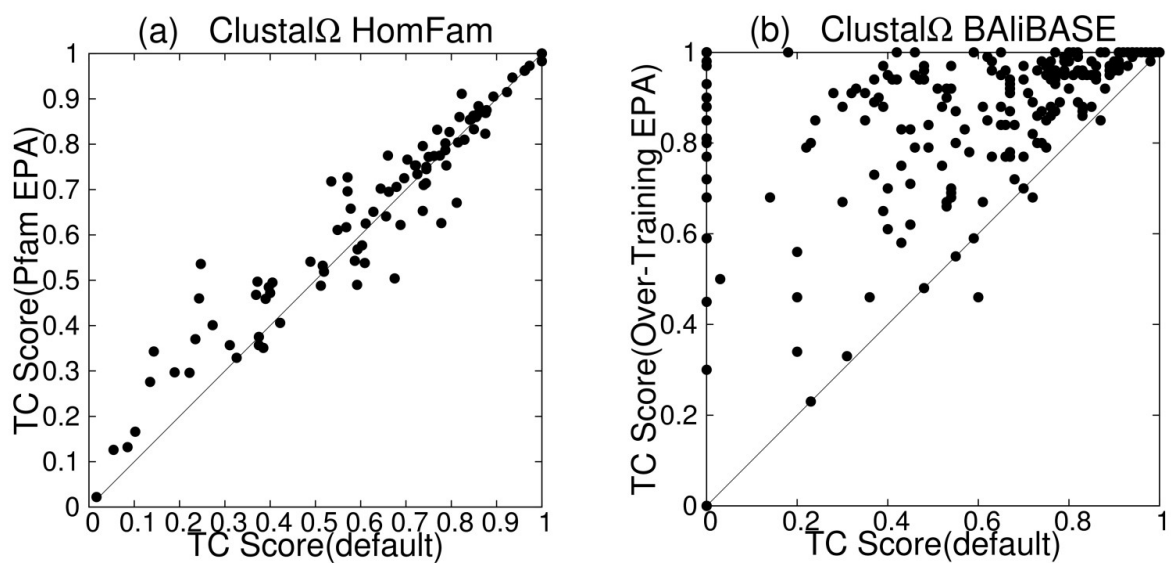 (a) ClustalΩ HomFam
TC Score(Pfam EPA)
1
0.9
0.8
0.7
0.6
0.5
0.4
0.3
0.2
0.1
0
0 0.1 0.2 0.3 0.4 0.5 0.6 0.7 0.8 0.9 1
TC Score(default)
(b) ClustalΩ BAliBASE
TC Score(Over-Training EPA)
1
0.8
0.6
0.4
0.2
0
0 0.2 0.4 0.6 0.8 1
TC Score(default)